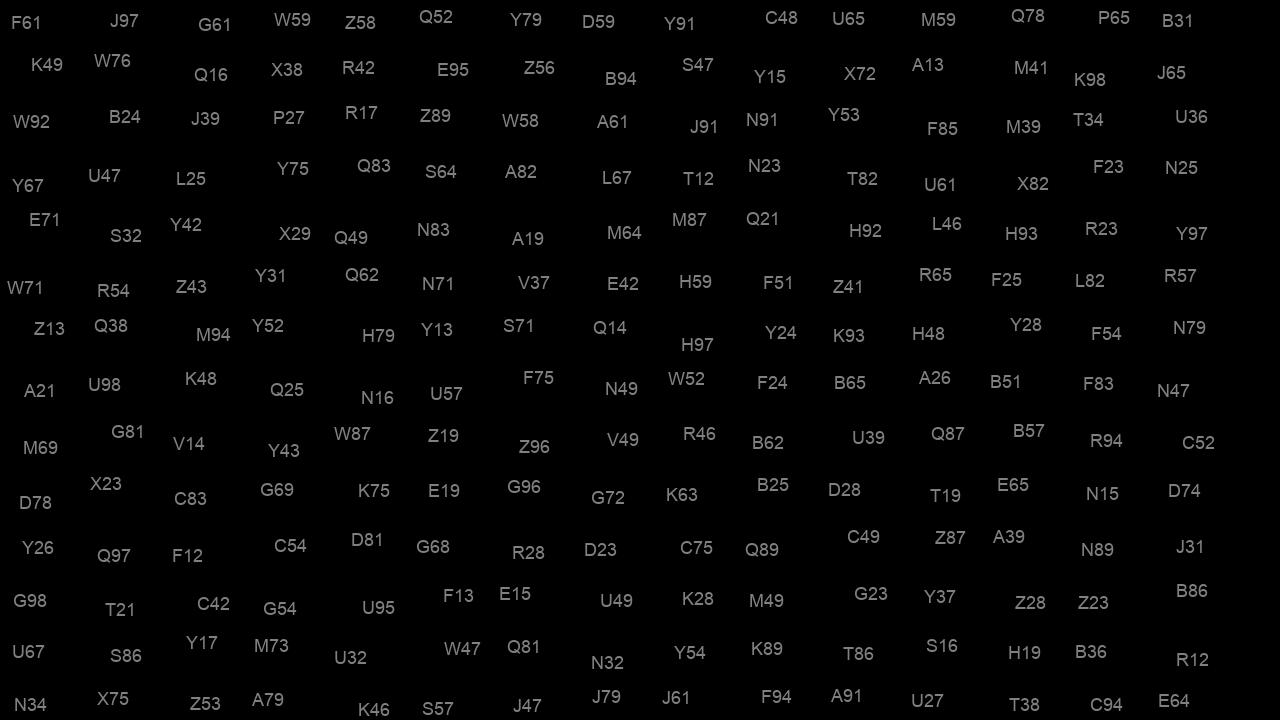 F61 J97 G61 W59 Z58 Q52 Y79 D59 Y91 C48 U65 M59 Q78 P65 B31
K49 W76 Q16 X38 R42 E95 Z56 B94 S47 Y15 X72 A13 M41 K98 J65
W92 B24 J39 P27 R17 Z89 W58 A61 J91 N91 Y53 F85 M39 T34 U36
Y67 U47 L25 Y75 Q83 S64 A82 L67 T12 N23 T82 U61 X82 F23 N25
E71 S32 Y42 X29 Q49 N83 A19 M64 M87 Q21 H92 L46 H93 R23 Y97
W71 R54 Z43 Y31 Q62 N71 V37 E42 H59 F51 Z41 R65 F25 L82 R57
Z13 Q38 M94 Y52 H79 Y13 S71 Q14 H97 Y24 K93 H48 Y28 F54 N79
A21 U98 K48 Q25 N16 U57 F75 N49 W52 F24 B65 A26 B51 F83 N47
M69 G81 V14 Y43 W87 Z19 Z96 V49 R46 B62 U39 Q87 B57 R94 C52
D78 X23 C83 G69 K75 E19 G96 G72 K63 B25 D28 T19 E65 N15 D74
Y26 Q97 F12 C54 D81 G68 R28 D23 C75 Q89 C49 Z87 A39 N89 J31
G98 T21 C42 G54 U95 F13 E15 U49 K28 M49 G23 Y37 Z28 Z23 B86
U67 S86 Y17 M73 U32 W47 Q81 N32 Y54 K89 T86 S16 H19 B36 R12
N34 X75 Z53 A79 K46 S57 J47 J79 J61 F94 A91 U27 T38 C94 E64